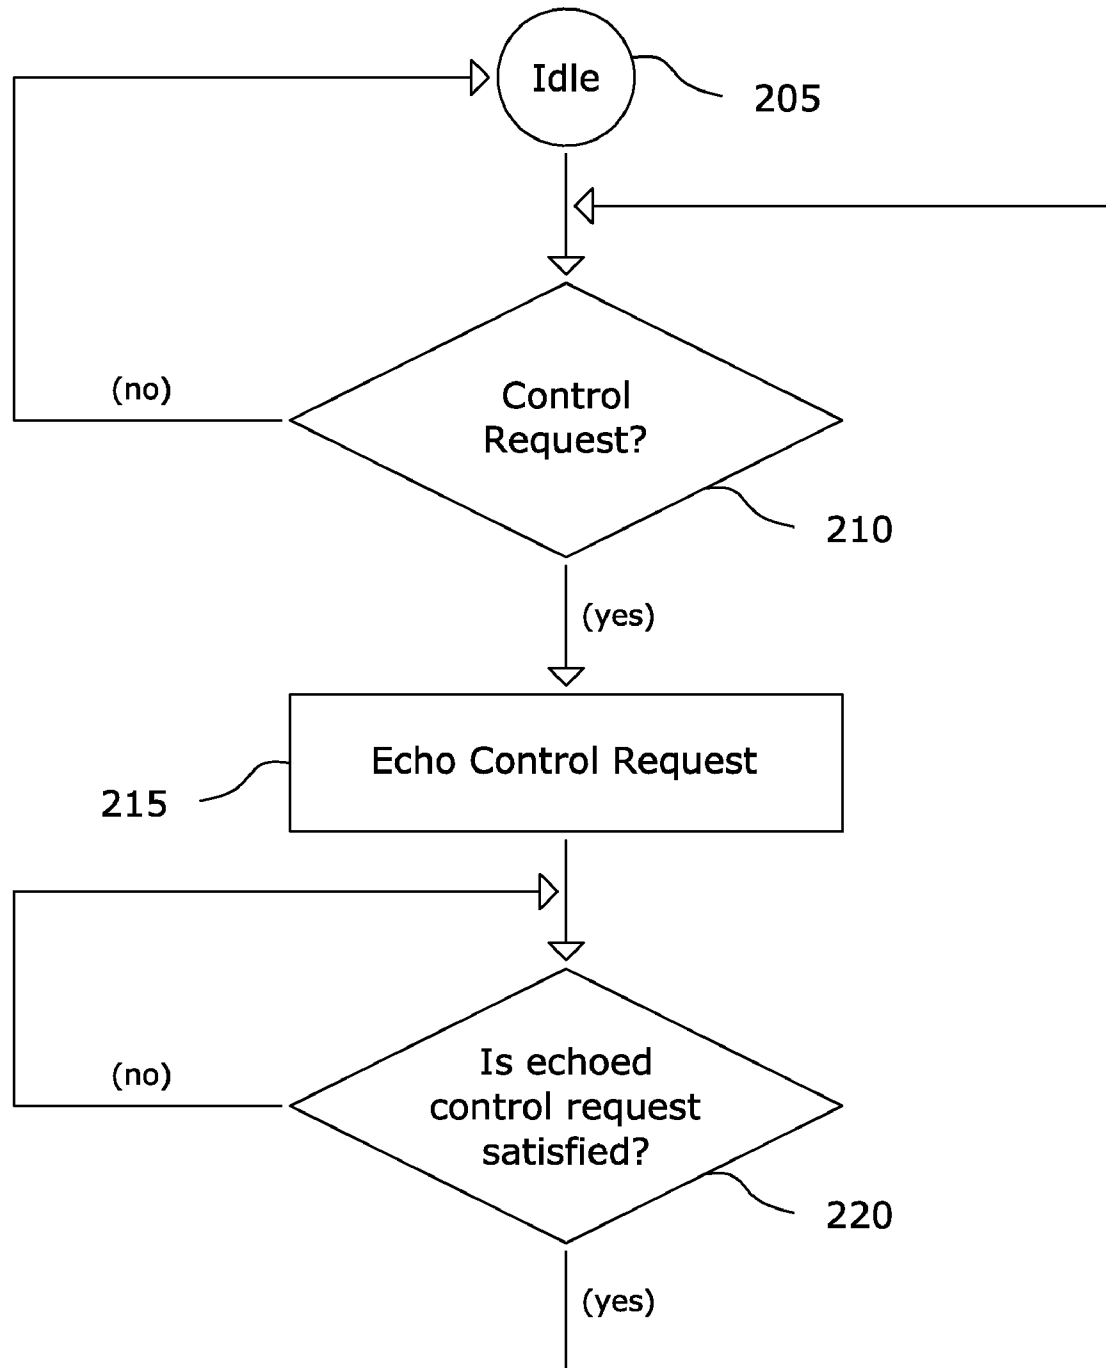 Idle
205
Control
Request?
(no)
210
(yes)
Echo Control Request
215
Is echoed
control request
satisfied?
(no)
220
(yes)